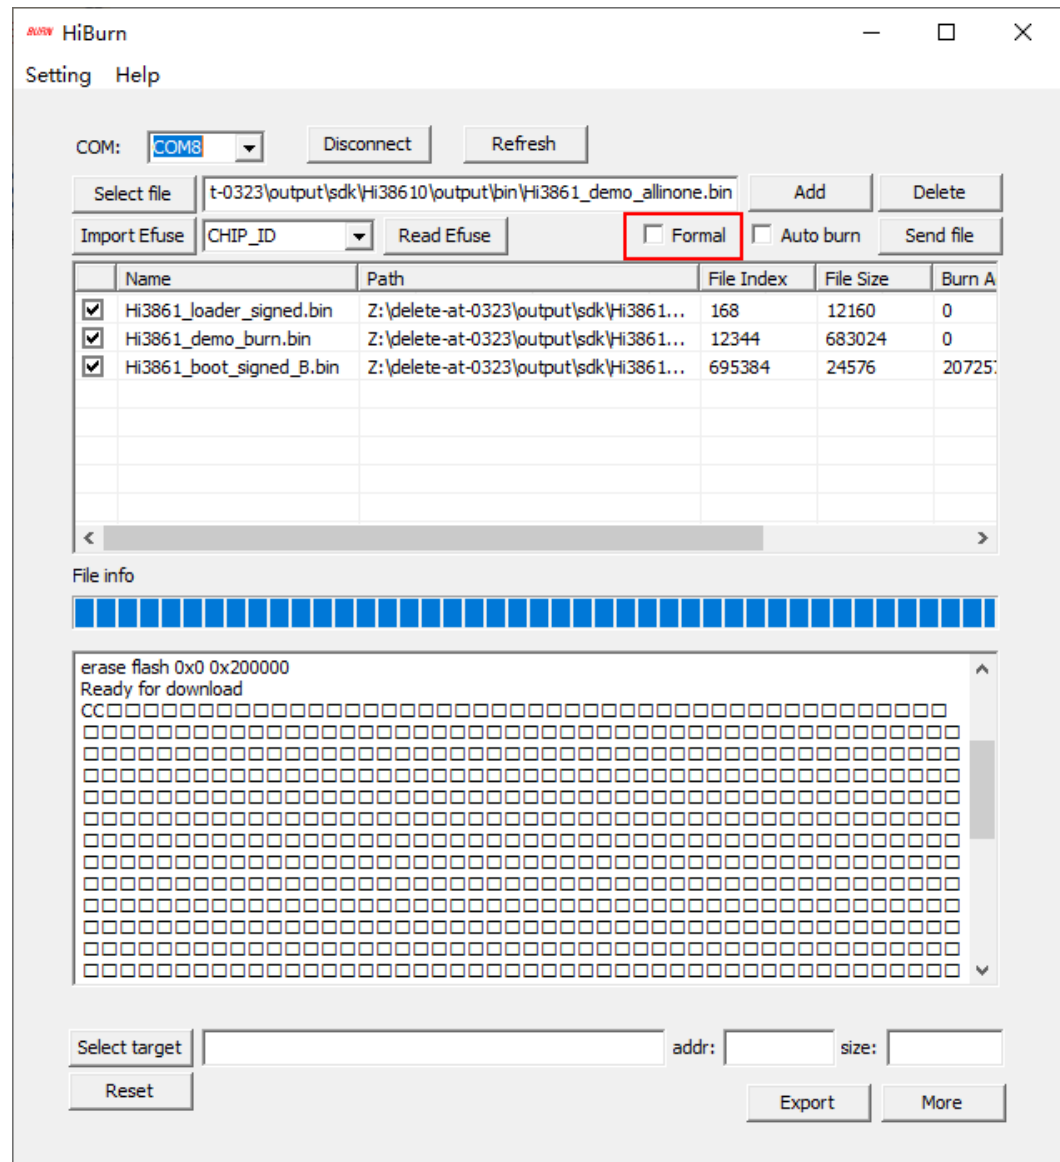 BURN HiBurn
Setting Help
COM: COM8 Disconnect Refresh
Select file t-0323\output\sdk\Hi38610\output\bin\Hi3861_demo_allinone.bin Add Delete
Import Efuse CHIP_ID Read Efuse Formal Auto burn Send file
Name Path File Index File Size Burn A
Hi3861_loader_signed.bin Z:\delete-at-0323\output\sdk\Hi3861... 168 12160 0
Hi3861_demo_burn.bin Z:\delete-at-0323\output\sdk\Hi3861... 12344 683024 0
Hi3861_boot_signed_B.bin Z:\delete-at-0323\output\sdk\Hi3861... 695384 24576 20725
File info
erase flash 0x0 0x200000
Ready for download
CC
Select target addr: size:
Reset
Export More